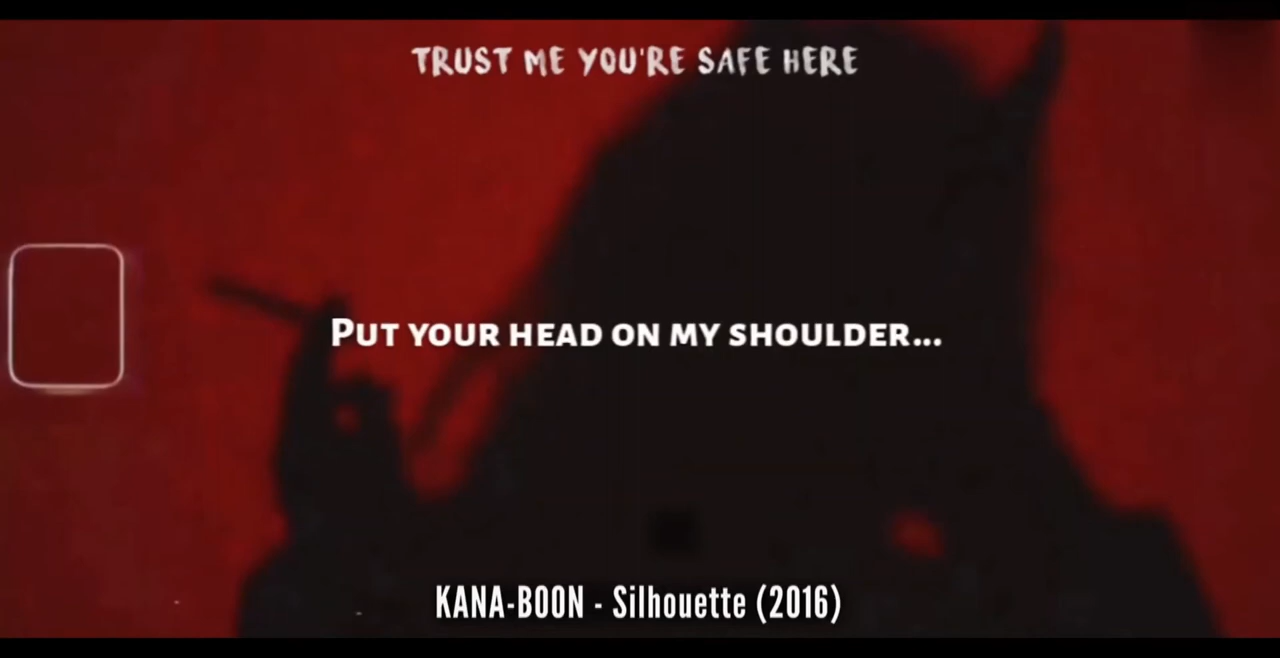 TRUST ME YOU'RE SAFE HERE
PUT YOUR HEAD ON MY SHOULDER...
KANA-BOON - Silhouette (2016)